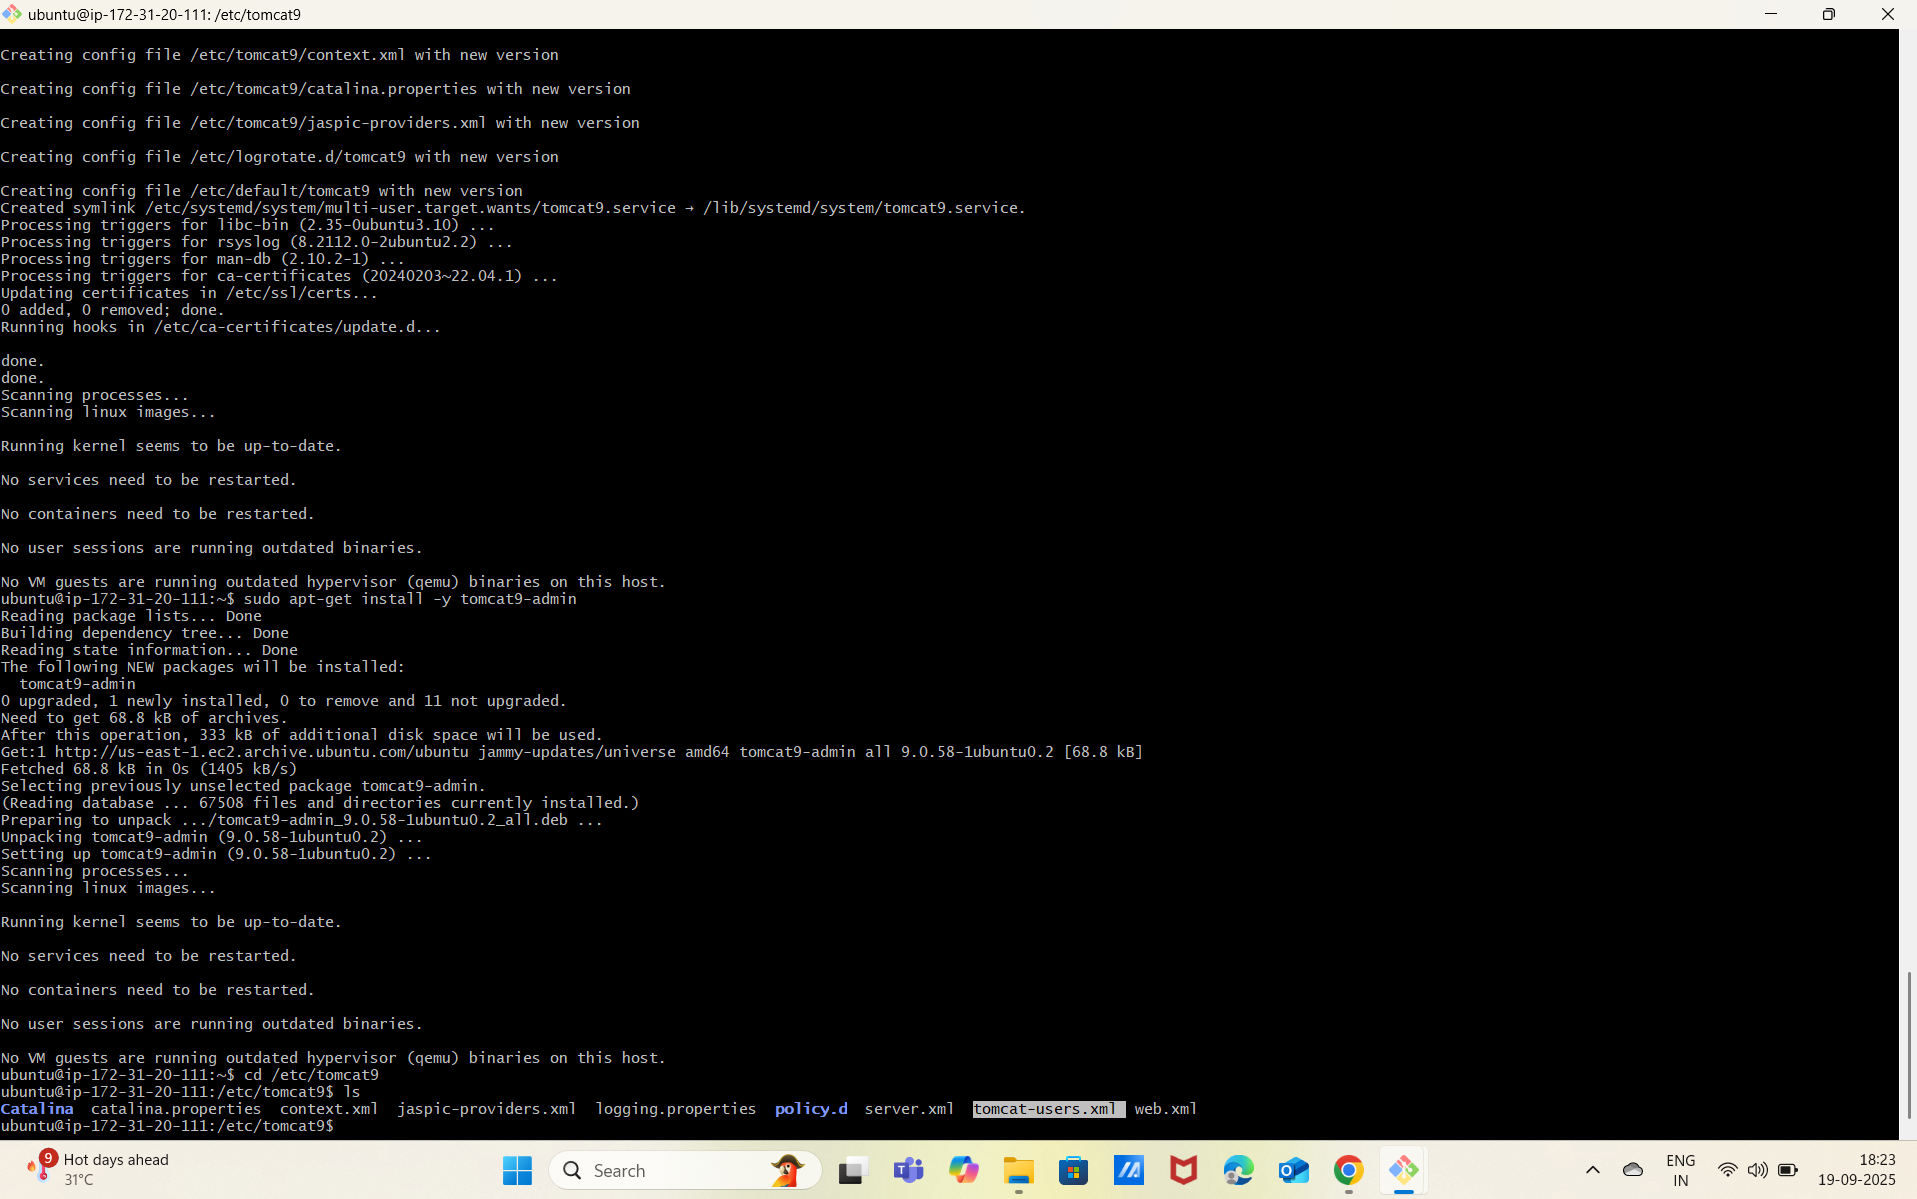 ubuntu@ip-172-31-20-111: /etc/tomcat9
Creating config file /etc/tomcat9/context.xml with new version
Creating config file /etc/tomcat9/catalina.properties with new version
Creating config file /etc/tomcat9/jaspic-providers.xml with new version
Creating config file /etc/logrotate.d/tomcat9 with new version
Creating config file /etc/default/tomcat9 with new version
Created symlink /etc/systemd/system/multi-user.target.wants/tomcat9.service → /lib/systemd/system/tomcat9.service.
Processing triggers for libc-bin (2.35-0ubuntu3.10) ...
Processing triggers for rsyslog (8.2112.0-2ubuntu2.2) ...
Processing triggers for man-db (2.10.2-1) ...
Processing triggers for ca-certificates (20240203~22.04.1) ...
Updating certificates in /etc/ssl/certs...
0 added, 0 removed; done.
Running hooks in /etc/ca-certificates/update.d...
done.
done.
Scanning processes...
Scanning linux images...
Running kernel seems to be up-to-date.
No services need to be restarted.
No containers need to be restarted.
No user sessions are running outdated binaries.
No VM guests are running outdated hypervisor (qemu) binaries on this host.
ubuntu@ip-172-31-20-111:~$ sudo apt-get install -y tomcat9-admin
Reading package lists... Done
Building dependency tree... Done
Reading state information... Done
The following NEW packages will be installed:
  tomcat9-admin
0 upgraded, 1 newly installed, 0 to remove and 11 not upgraded.
Need to get 68.8 kB of archives.
After this operation, 333 kB of additional disk space will be used.
Get:1 http://us-east-1.ec2.archive.ubuntu.com/ubuntu jammy-updates/universe amd64 tomcat9-admin all 9.0.58-1ubuntu0.2 [68.8 kB]
Fetched 68.8 kB in 0s (1405 kB/s)
Selecting previously unselected package tomcat9-admin.
(Reading database ... 67508 files and directories currently installed.)
Preparing to unpack .../tomcat9-admin_9.0.58-1ubuntu0.2_all.deb ...
Unpacking tomcat9-admin (9.0.58-1ubuntu0.2) ...
Setting up tomcat9-admin (9.0.58-1ubuntu0.2) ...
Scanning processes...
Scanning linux images...
Running kernel seems to be up-to-date.
No services need to be restarted.
No containers need to be restarted.
No user sessions are running outdated binaries.
No VM guests are running outdated hypervisor (qemu) binaries on this host.
ubuntu@ip-172-31-20-111:~$ cd /etc/tomcat9
ubuntu@ip-172-31-20-111:/etc/tomcat9$ ls
Catalina  catalina.properties  context.xml  jaspic-providers.xml  logging.properties  policy.d  server.xml  tomcat-users.xml  web.xml
ubuntu@ip-172-31-20-111:/etc/tomcat9$
9
Hot days ahead
31°C
Search
ENG
IN
18:23
19-09-2025